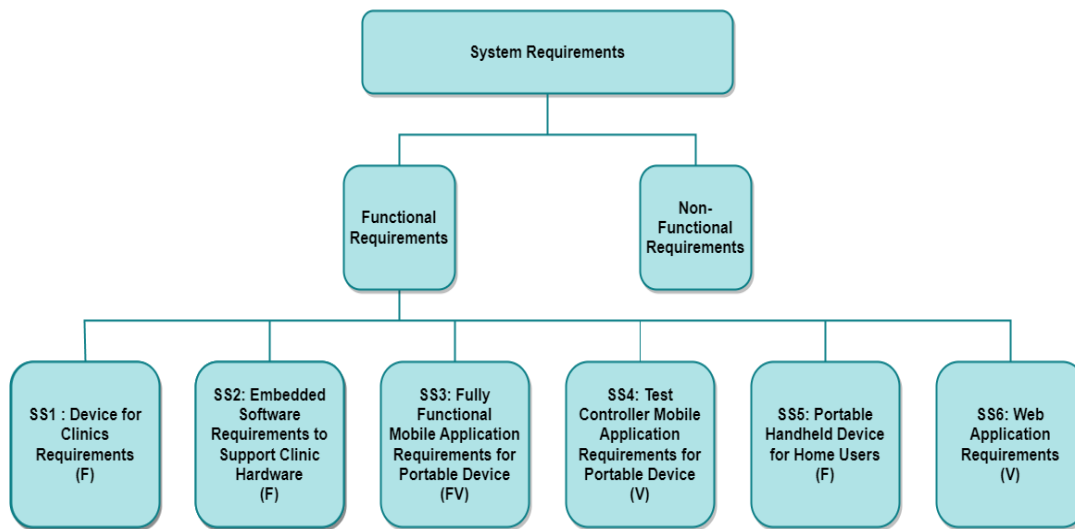 System Requirements
Functional
Requirements
Non-
Functional
Requirements
SS1 : Device for
Clinics
Requirements
(F)
SS2: Embedded
Software
Requirements to
Support Clinic
Hardware
(F)
SS3: Fully
Functional
Mobile Application
Requirements for
Portable Device
(FV)
SS4: Test
Controller Mobile
Application
Requirements for
Portable Device
(V)
SS5: Portable
Handheld Device
for Home Users
(F)
SS6: Web
Application
Requirements
(V)